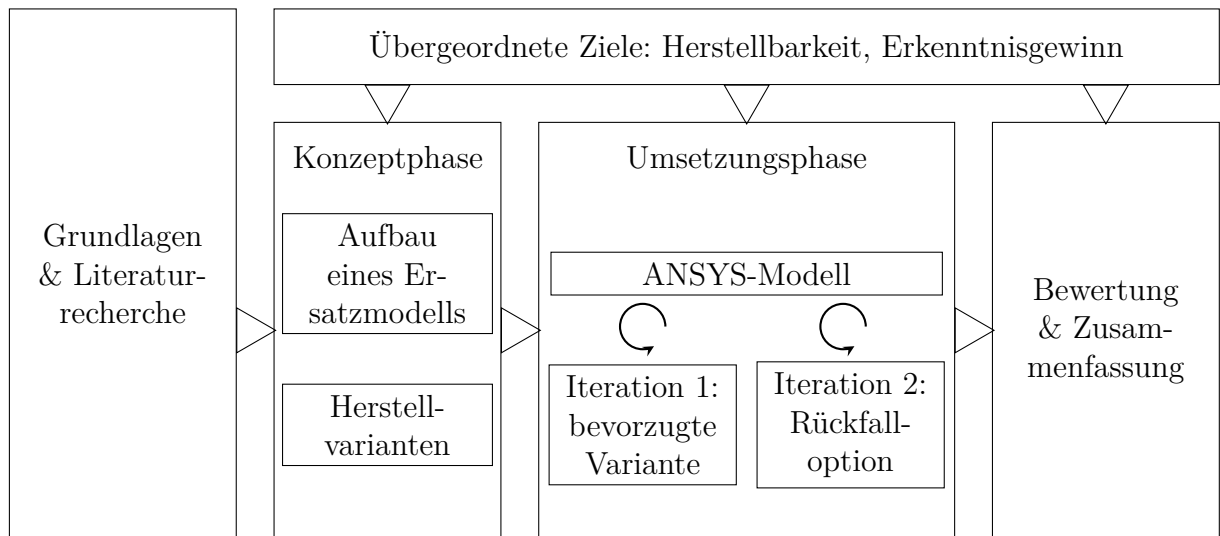 Übergeordnete Ziele: Herstellbarkeit, Erkenntnisgewinn
Grundlagen
& Literatur-
recherche
Konzeptphase
Aufbau
eines Er-
satzmodells
Herstell-
varianten
Umsetzungsphase
ANSYS-Modell
Iteration 1:
bevorzugte
Variante
Iteration 2:
Rückfall-
option
Bewertung
& Zusam-
menfassung